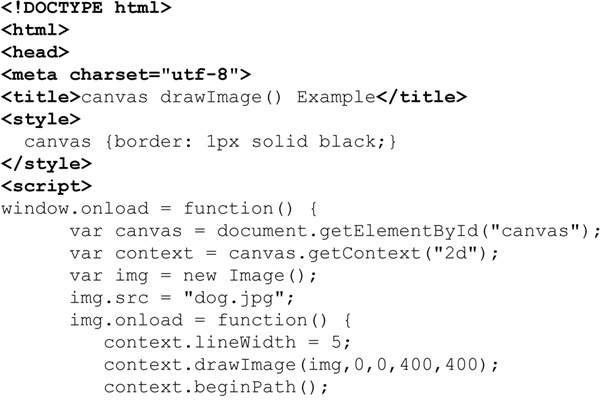 <!DOCTYPE html>
<html>
<head>
<meta charset="utf-8">
<title>canvas drawImage() Example</title>
<style>
  canvas {border: 1px solid black;}
</style>
<script>
window.onload = function() {
      var canvas = document.getElementById("canvas");
      var context = canvas.getContext("2d");
      var img = new Image();
      img.src = "dog.jpg";
      img.onload = function() {
         context.lineWidth = 5;
         context.drawImage(img,0,0,400,400);
         context.beginPath();